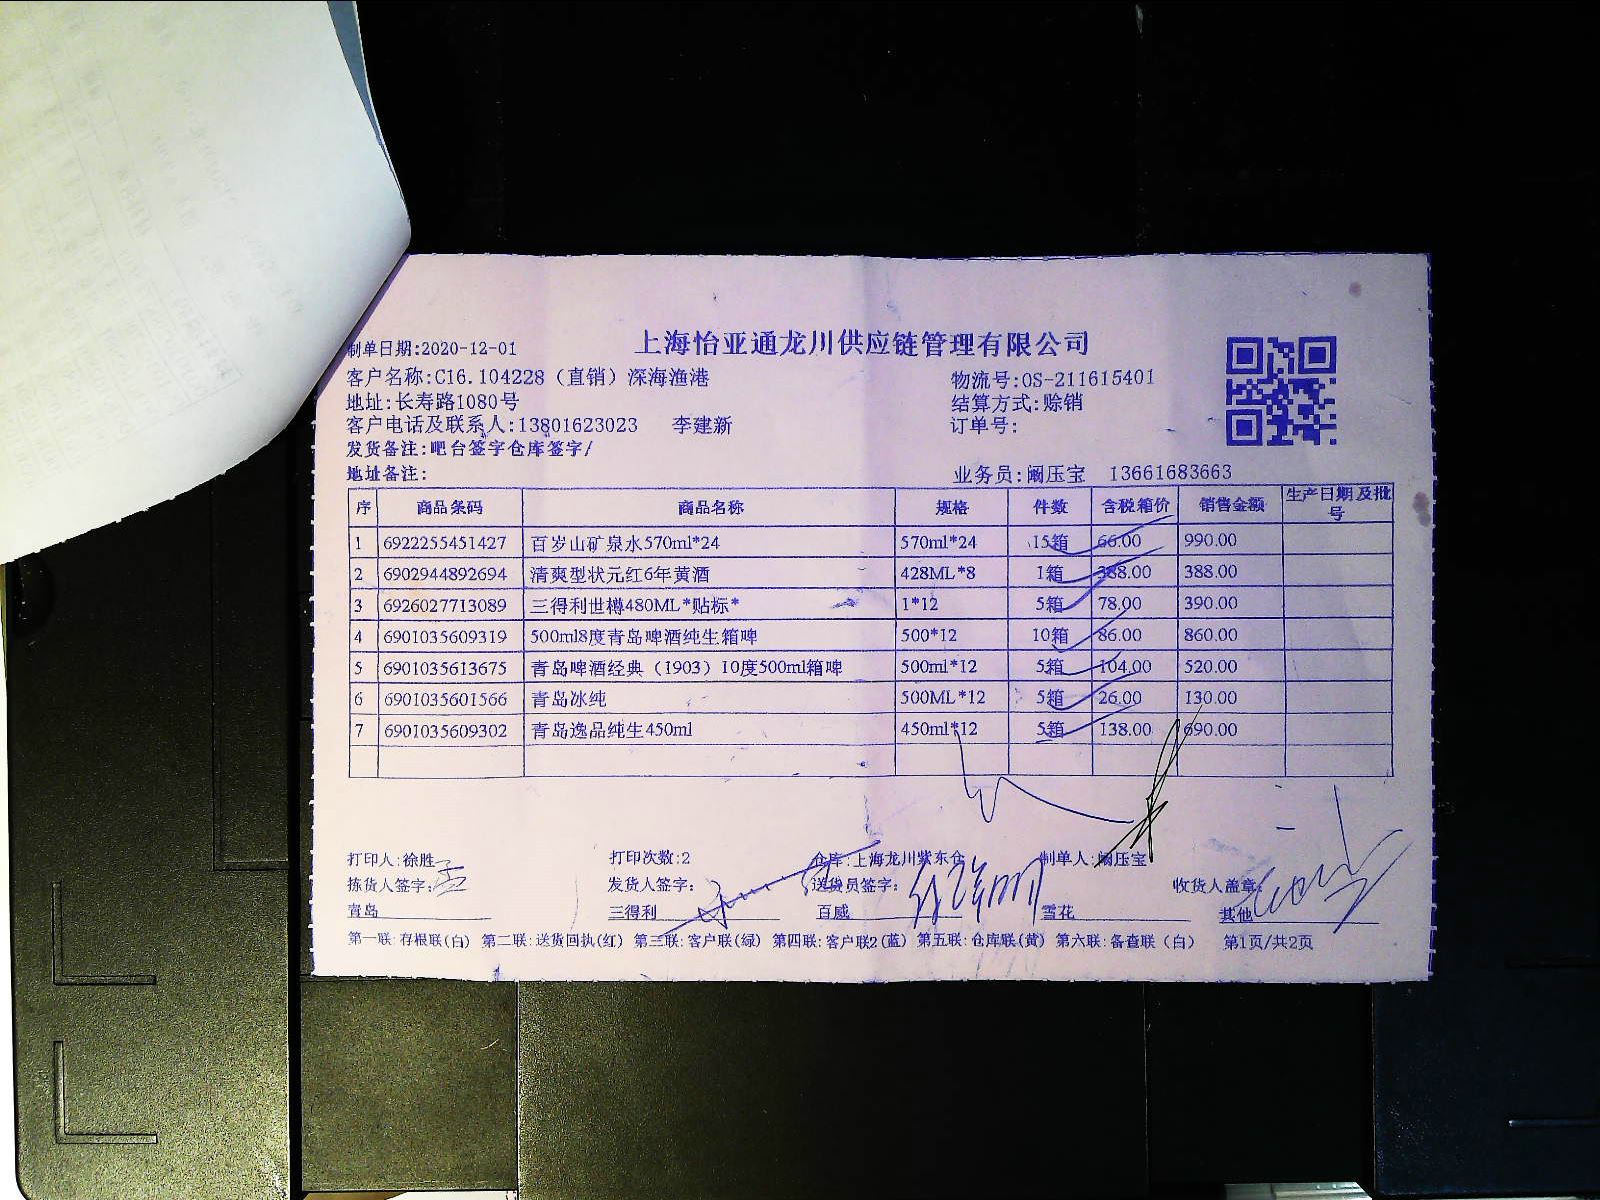 上海怡亚通龙川供应链管理有限公司
制单日期:2020-12-01
客户名称:C16.104228（直销）深海渔港 物流号:OS-211615401
地址:长寿路1080号 结算方式:赊销
客户电话及联系人:13801623023 李建新 订单号:
发货备注:吧台签字仓库签字/
地址备注: 业务员:阚压宝 13661683663
序 商品条码 商品名称 规格 件数 含税箱价 销售金额 生产日期及批号
1 6922255451427 百岁山矿泉水570ml*24 570ml*24 15箱 66.00 990.00
2 6902944892694 清爽型状元红6年黄酒 428ML*8 1箱 388.00 388.00
3 6926027713089 三得利世樽480ML*贴标* 1*12 5箱 78.00 390.00
4 6901035609319 500ml8度青岛啤酒纯生箱啤 500*12 10箱 86.00 860.00
5 6901035613675 青岛啤酒经典（1903）10度500ml箱啤 500ml*12 5箱 104.00 520.00
6 6901035601566 青岛冰纯 500ML*12 5箱 26.00 130.00
7 6901035609302 青岛逸品纯生450ml 450ml*12 5箱 138.00 690.00
打印人:徐胜 打印次数:2 仓库:上海龙川紫东仓 制单人:阚压宝
拣货人签字: 发货人签字: 送货员签字: 收货人盖章:
青岛 三得利 百威 雪花 其他
第一联:存根联(白) 第二联:送货回执(红) 第三联:客户联(绿) 第四联:客户联2(蓝) 第五联:仓库联(黄) 第六联:备查联(白) 第1页/共2页